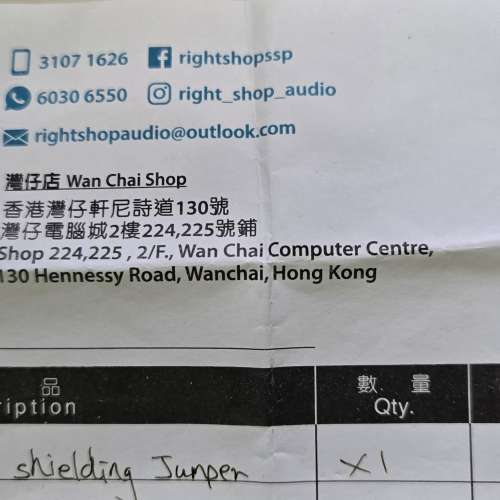 3107 1626 rightshopssp
6030 6550 right_shop_audio
rightshopaudio@outlook.com
灣仔店 Wan Chai Shop
香港灣仔軒尼詩道130號
灣仔電腦城2樓224,225號鋪
Shop 224,225 , 2/F., Wan Chai Computer Centre,
130 Hennessy Road, Wanchai, Hong Kong
品 數 量
ription Qty.
shielding Jumper x1